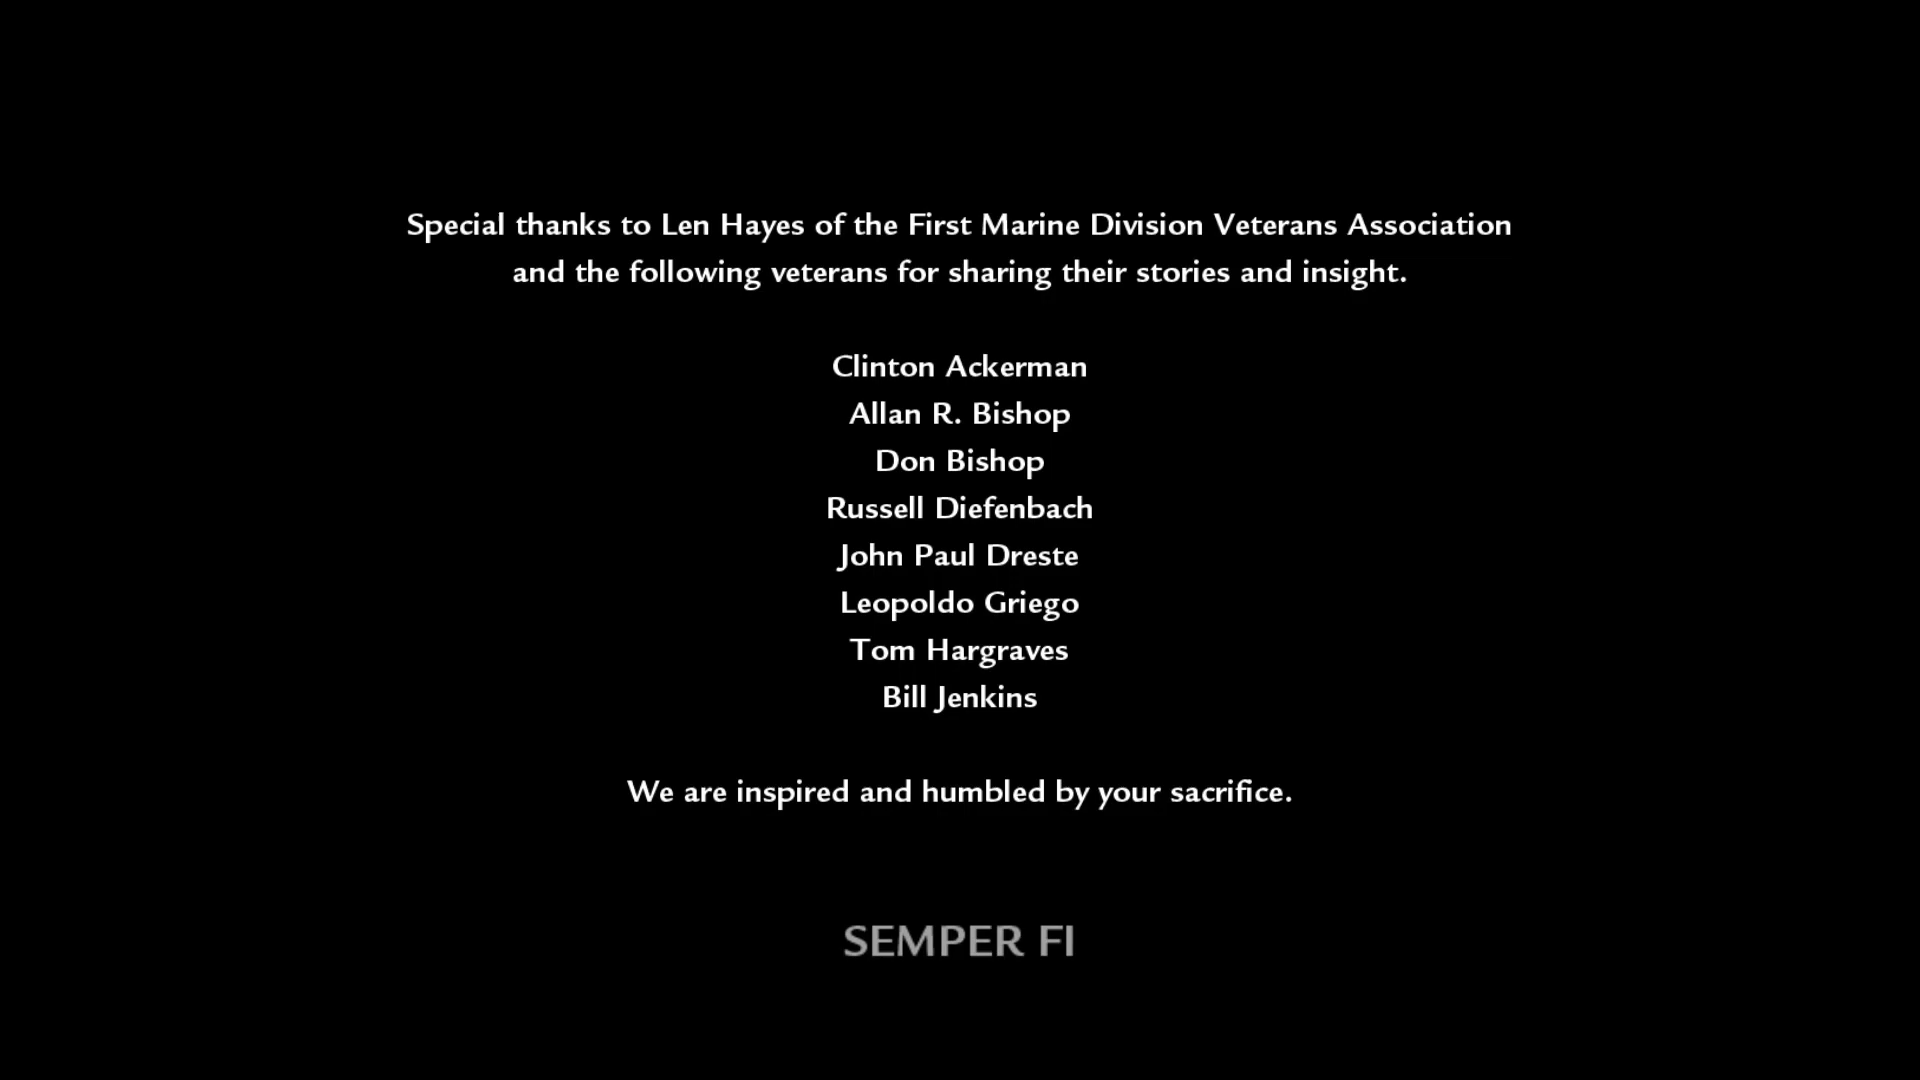 Special thanks to Len Hayes of the First Marine Division Veterans Association
and the following veterans for sharing their stories and insight.
Clinton Ackerman
Allan R. Bishop
Don Bishop
Russell Diefenbach
John Paul Dreste
Leopoldo Griego
Tom Hargraves
Bill Jenkins
We are inspired and humbled by your sacrifice.
SEMPER FI